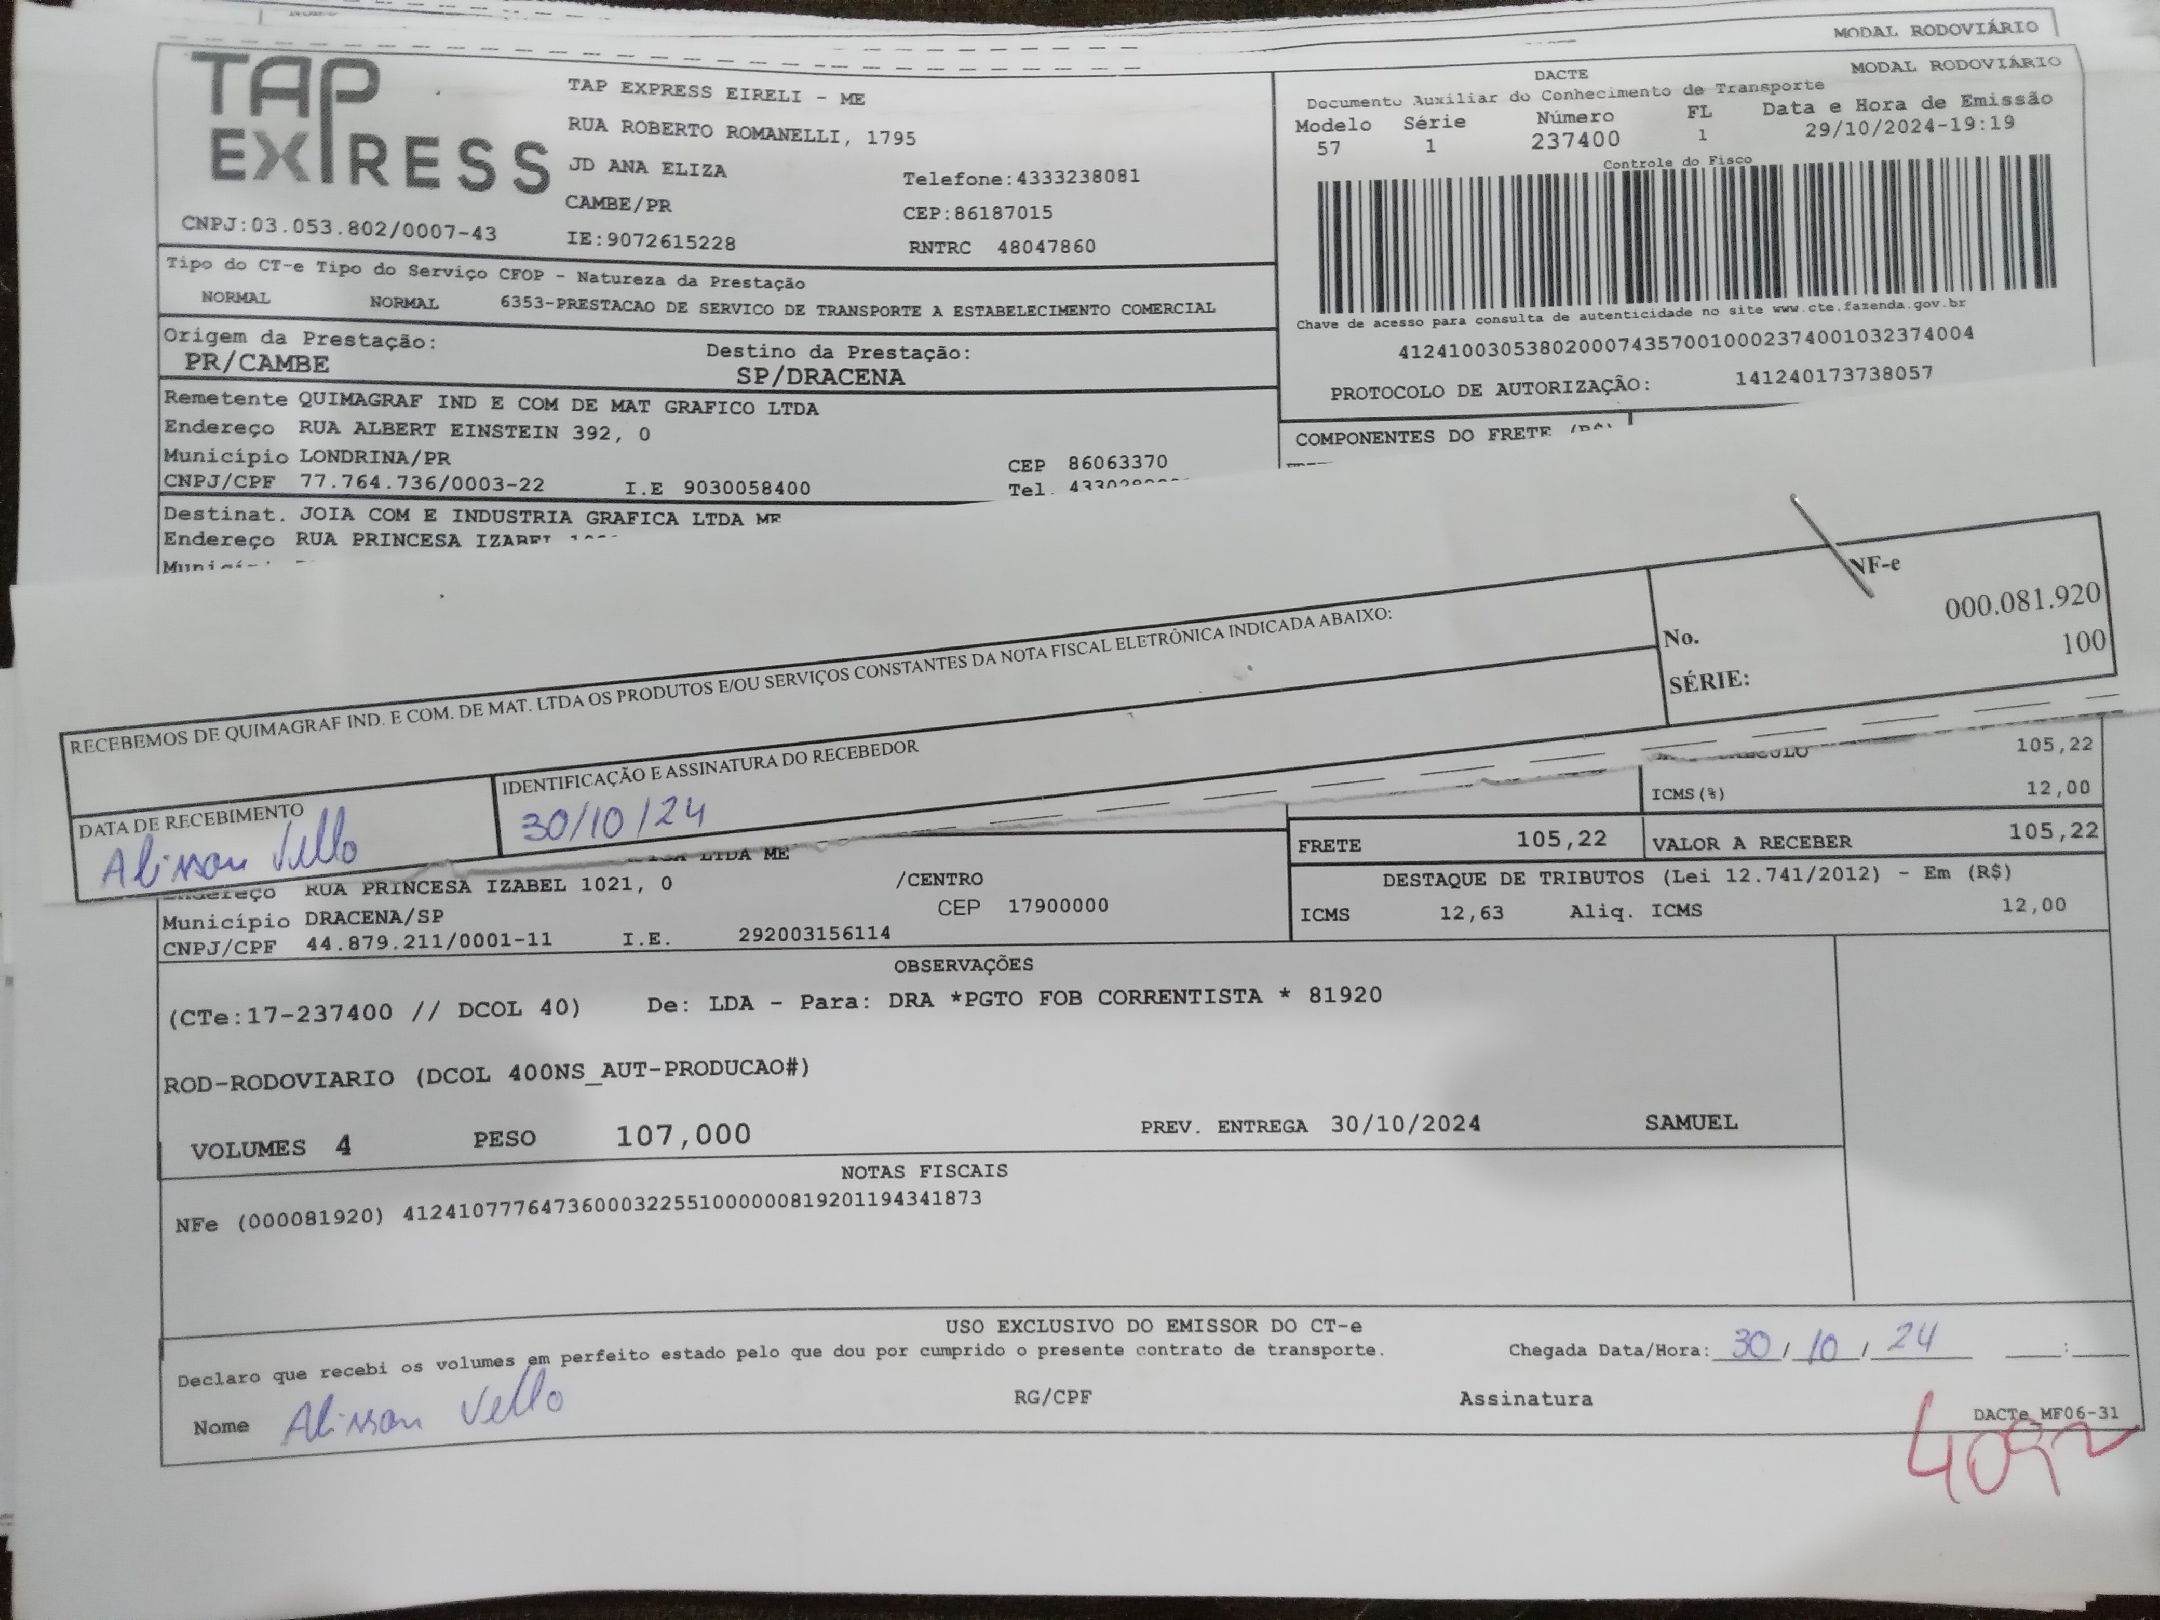 MODAL RODOVIÁRIO
MODAL RODOVIÁRIO
TAP EXPRESS
CNPJ:03.053.802/0007-43
TAP EXPRESS EIRELI - ME
RUA ROBERTO ROMANELLI, 1795
JD ANA ELIZA
Telefone:4333238081
CAMBE/PR
CEP:86187015
IE:9072615228
RNTRC 48047860
DACTE
Documento Auxiliar do Conhecimento de Transporte
Modelo Série Número FL Data e Hora de Emissão
57 1 237400 1 29/10/2024-19:19
Controle do Fisco
Chave de acesso para consulta de autenticidade no site www.cte.fazenda.gov.br
41241003053802000743570010002374001032374004
PROTOCOLO DE AUTORIZAÇÃO: 141240173738057
Tipo do CT-e Tipo do Serviço CFOP - Natureza da Prestação
NORMAL NORMAL 6353-PRESTACAO DE SERVICO DE TRANSPORTE A ESTABELECIMENTO COMERCIAL
Origem da Prestação: Destino da Prestação:
PR/CAMBE SP/DRACENA
Remetente QUIMAGRAF IND E COM DE MAT GRAFICO LTDA
Endereço RUA ALBERT EINSTEIN 392, 0
Município LONDRINA/PR CEP 86063370
CNPJ/CPF 77.764.736/0003-22 I.E 9030058400 Tel.
COMPONENTES DO FRETE
Destinat. JOIA COM E INDUSTRIA GRAFICA LTDA ME
Endereço RUA PRINCESA IZABEL
RECEBEMOS DE QUIMAGRAF IND. E COM. DE MAT. LTDA OS PRODUTOS E/OU SERVIÇOS CONSTANTES DA NOTA FISCAL ELETRÔNICA INDICADA ABAIXO:
NF-e
No. 000.081.920
SÉRIE: 100
DATA DE RECEBIMENTO
Alisson Vello
IDENTIFICAÇÃO E ASSINATURA DO RECEBEDOR
30/10/24
105,22
ICMS(%) 12,00
FRETE 105,22 VALOR A RECEBER 105,22
DESTAQUE DE TRIBUTOS (Lei 12.741/2012) - Em (R$)
ICMS 12,63 Aliq. ICMS 12,00
LTDA ME
Endereço RUA PRINCESA IZABEL 1021, 0 /CENTRO
Município DRACENA/SP CEP 17900000
CNPJ/CPF 44.879.211/0001-11 I.E. 292003156114
OBSERVAÇÕES
(CTe:17-237400 // DCOL 40) De: LDA - Para: DRA *PGTO FOB CORRENTISTA * 81920
ROD-RODOVIARIO (DCOL 400NS_AUT-PRODUCAO#)
VOLUMES 4 PESO 107,000 PREV. ENTREGA 30/10/2024 SAMUEL
NOTAS FISCAIS
NFe (000081920) 41241077764736000322551000000819201194341873
USO EXCLUSIVO DO EMISSOR DO CT-e
Declaro que recebi os volumes em perfeito estado pelo que dou por cumprido o presente contrato de transporte. Chegada Data/Hora: 30/10/24 :
Nome Alisson Vello RG/CPF Assinatura
DACTe_MF06-31
4092